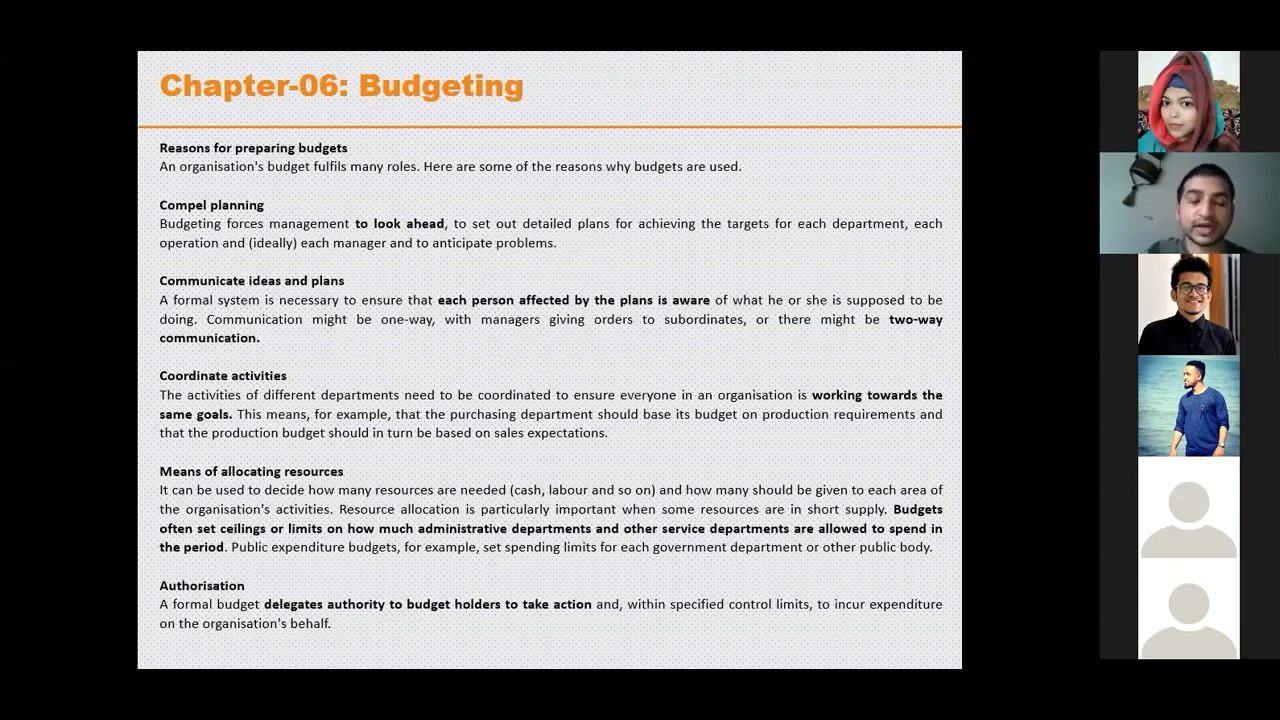 Chapter-06: Budgeting
Reasons for preparing budgets
An organisation's budget fulfils many roles. Here are some of the reasons why budgets are used.
Compel planning
Budgeting forces management to look ahead, to set out detailed plans for achieving the targets for each department, each
operation and (ideally) each manager and to anticipate problems.
Communicate ideas and plans
A formal system is necessary to ensure that each person affected by the plans is aware of what he or she is supposed to be
doing. Communication might be one-way, with managers giving orders to subordinates, or there might be two-way
communication.
Coordinate activities
The activities of different departments need to be coordinated to ensure everyone in an organisation is working towards the
same goals. This means, for example, that the purchasing department should base its budget on production requirements and
that the production budget should in turn be based on sales expectations.
Means of allocating resources
It can be used to decide how many resources are needed (cash, labour and so on) and how many should be given to each area of
the organisation's activities. Resource allocation is particularly important when some resources are in short supply. Budgets
often set ceilings or limits on how much administrative departments and other service departments are allowed to spend in
the period. Public expenditure budgets, for example, set spending limits for each government department or other public body.
Authorisation
A formal budget delegates authority to budget holders to take action and, within specified control limits, to incur expenditure
on the organisation's behalf.